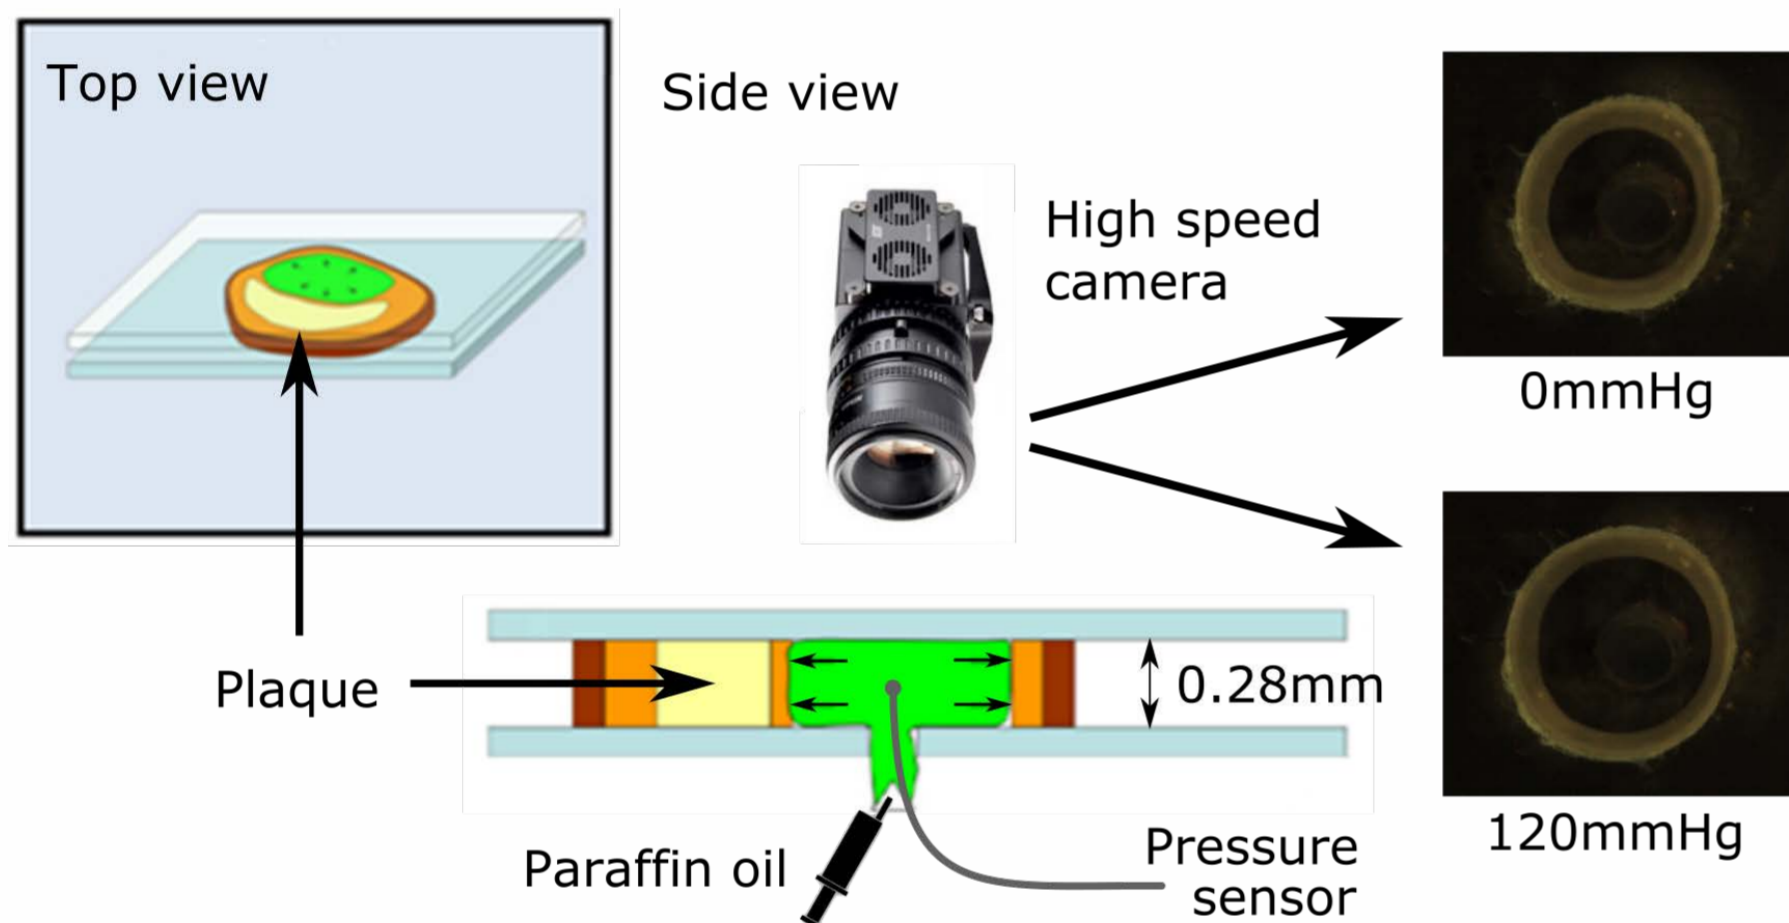 Top view
Side view
High speed
camera
0mmHg
120mmHg
Plaque
0.28mm
Paraffin oil
Pressure
sensor